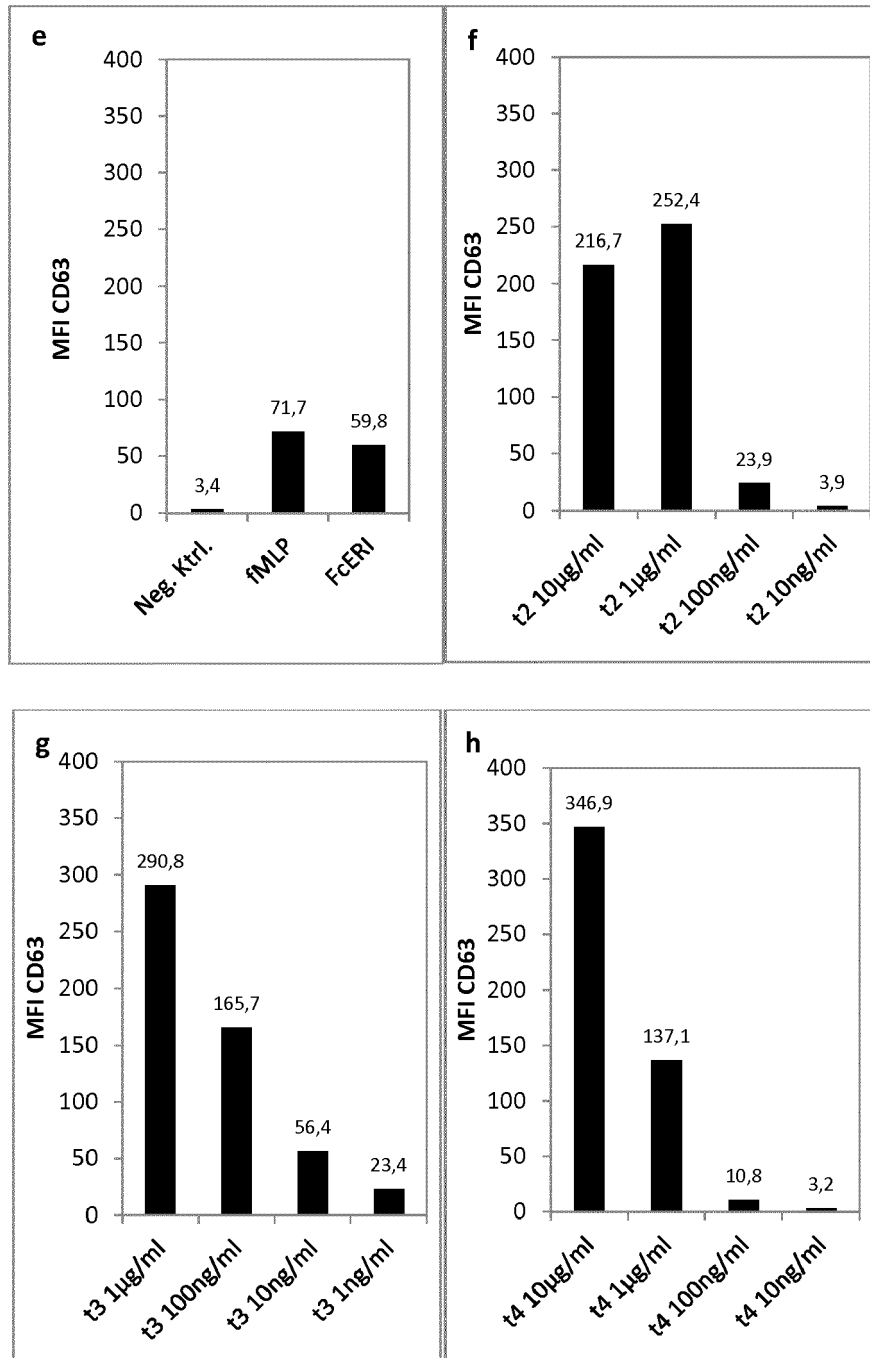 e
400
350
300
250
200
150
100
50
0
MFI CD63
3,4
71,7
59,8
Neg. Ktrl.
fMLP
FcERI
f
400
350
300
250
200
150
100
50
0
MFI CD63
216,7
252,4
23,9
3,9
t2 10µg/ml
t2 1µg/ml
t2 100ng/ml
t2 10ng/ml
g
400
350
300
250
200
150
100
50
0
MFI CD63
290,8
165,7
56,4
23,4
t3 1µg/ml
t3 100ng/ml
t3 10ng/ml
t3 1ng/ml
h
400
350
300
250
200
150
100
50
0
MFI CD63
346,9
137,1
10,8
3,2
t4 10µg/ml
t4 1µg/ml
t4 100ng/ml
t4 10ng/ml